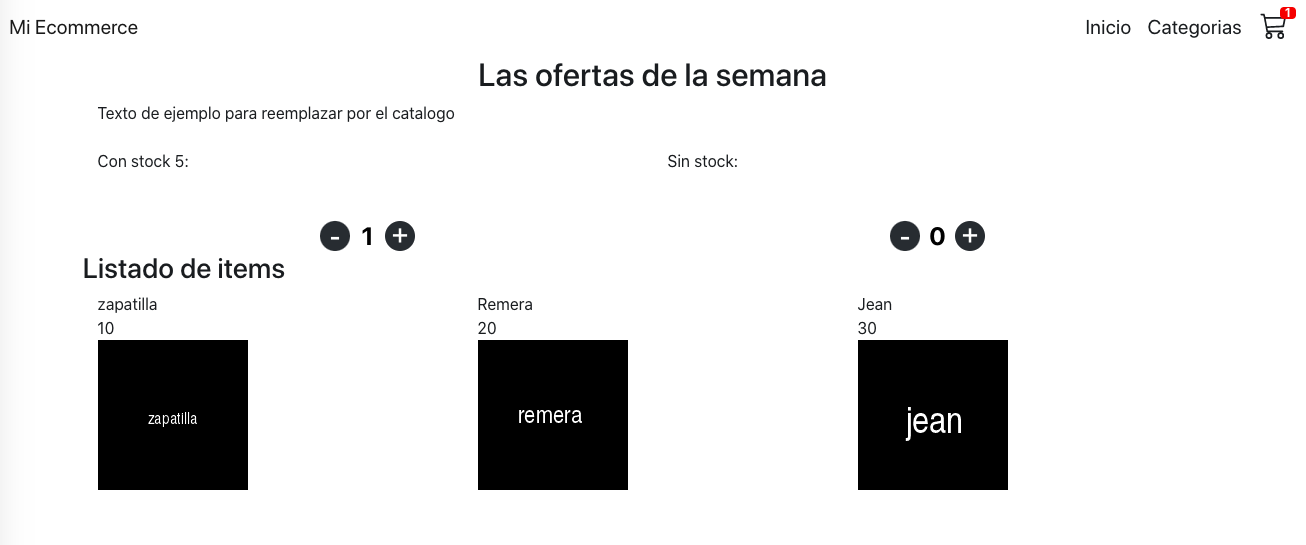 Mi Ecommerce Inicio Categorias 1
Las ofertas de la semana
Texto de ejemplo para reemplazar por el catalogo
Con stock 5: Sin stock:
- 1 + - 0 +
Listado de items
zapatilla Remera Jean
10 20 30
zapatilla remera jean